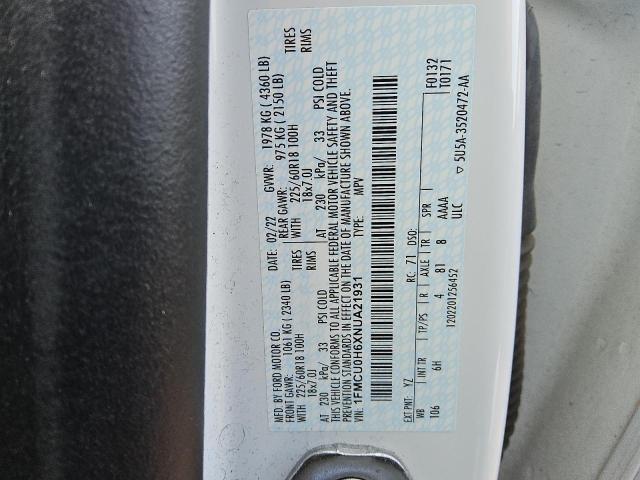 MFD. BY FORD MOTOR CO.
DATE: 02/22 GVWR: 1978 KG ( 4360 LB)
FRONT GAWR: 1061 KG ( 2340 LB) REAR GAWR: 975 KG ( 2150 LB)
WITH 225/60R18 100H TIRES WITH 225/60R18 100H TIRES
18x7.0J RIMS 18x7.0J RIMS
AT 230 kPa/ 33 PSI COLD AT 230 kPa/ 33 PSI COLD
THIS VEHICLE CONFORMS TO ALL APPLICABLE FEDERAL MOTOR VEHICLE SAFETY AND THEFT
PREVENTION STANDARDS IN EFFECT ON THE DATE OF MANUFACTURE SHOWN ABOVE.
VIN: 1FMCU0H6XNUA21931 TYPE: MPV
F0132
T0171
EXT PNT: YZ RC: 71 DSO:
WB INT TR TP/PS R AXLE TR SPR
106 6H 4 81 8 AAAA
ULC
1202201256452 ▽ 5U5A-3520472-AA